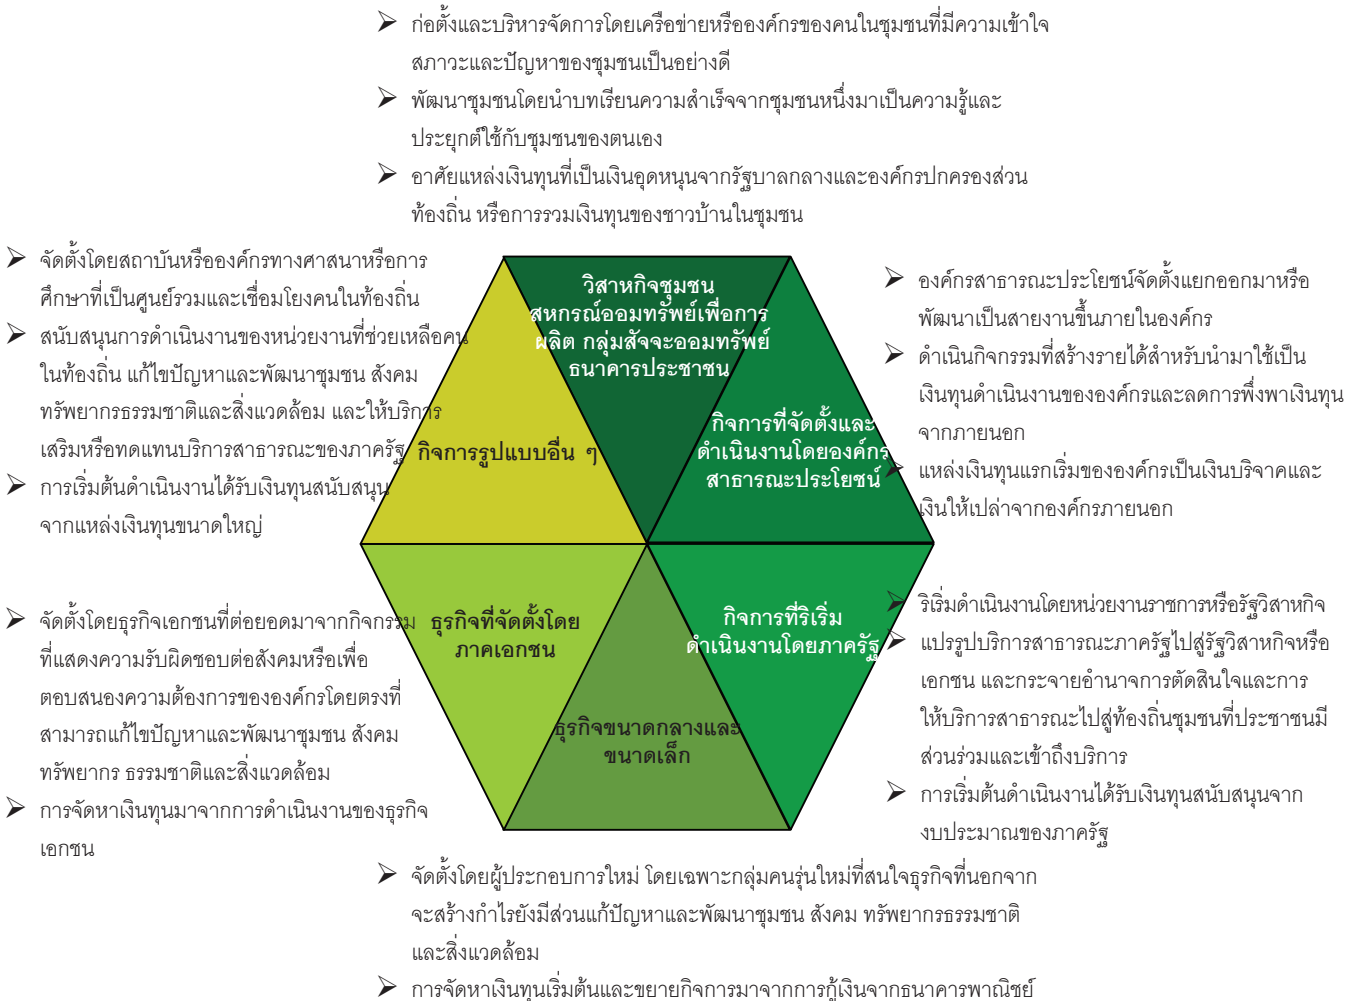 ➢ ก่อตั้งและบริหารจัดการโดยเครือข่ายหรือองค์กรของคนในชุมชนที่มีความเข้าใจ
สภาวะและปัญหาของชุมชนเป็นอย่างดี
➢ พัฒนาชุมชนโดยนำบทเรียนความสำเร็จจากชุมชนหนึ่งมาเป็นความรู้และ
ประยุกต์ใช้กับชุมชนของตนเอง
➢ อาศัยแหล่งเงินทุนที่เป็นเงินอุดหนุนจากรัฐบาลกลางและองค์กรปกครองส่วน
ท้องถิ่น หรือการรวมเงินทุนของชาวบ้านในชุมชน
➢ จัดตั้งโดยสถาบันหรือองค์กรทางศาสนาหรือการ
ศึกษาที่เป็นศูนย์รวมและเชื่อมโยงคนในท้องถิ่น
➢ สนับสนุนการดำเนินงานของหน่วยงานที่ช่วยเหลือคน
ในท้องถิ่น แก้ไขปัญหาและพัฒนาชุมชน สังคม
ทรัพยากรธรรมชาติและสิ่งแวดล้อม และให้บริการ
เสริมหรือทดแทนบริการสาธารณะของภาครัฐ
➢ การเริ่มต้นดำเนินงานได้รับเงินทุนสนับสนุน
จากแหล่งเงินทุนขนาดใหญ่
กิจการรูปแบบอื่น ๆ
วิสาหกิจชุมชน
สหกรณ์ออมทรัพย์เพื่อการ
ผลิต กลุ่มสัจจะออมทรัพย์
ธนาคารประชาชน
กิจการที่จัดตั้งและ
ดำเนินงานโดยองค์กร
สาธารณะประโยชน์
➢ องค์กรสาธารณะประโยชน์จัดตั้งแยกออกมาหรือ
พัฒนาเป็นสายงานขึ้นภายในองค์กร
➢ ดำเนินกิจกรรมที่สร้างรายได้สำหรับนำมาใช้เป็น
เงินทุนดำเนินงานขององค์กรและลดการพึ่งพาเงินทุน
จากภายนอก
➢ แหล่งเงินทุนแรกเริ่มขององค์กรเป็นเงินบริจาคและ
เงินให้เปล่าจากองค์กรภายนอก
➢ จัดตั้งโดยธุรกิจเอกชนที่ต่อยอดมาจากกิจกรรม
ที่แสดงความรับผิดชอบต่อสังคมหรือเพื่อ
ตอบสนองความต้องการขององค์กรโดยตรงที่
สามารถแก้ไขปัญหาและพัฒนาชุมชน สังคม
ทรัพยากร ธรรมชาติและสิ่งแวดล้อม
➢ การจัดหาเงินทุนมาจากการดำเนินงานของธุรกิจ
เอกชน
ธุรกิจที่จัดตั้งโดย
ภาคเอกชน
ธุรกิจขนาดกลางและ
ขนาดเล็ก
กิจการที่ริเริ่ม
ดำเนินงานโดยภาครัฐ
➢ ริเริ่มดำเนินงานโดยหน่วยงานราชการหรือรัฐวิสาหกิจ
➢ แปรรูปบริการสาธารณะภาครัฐไปสู่รัฐวิสาหกิจหรือ
เอกชน และกระจายอำนาจการตัดสินใจและการ
ให้บริการสาธารณะไปสู่ท้องถิ่นชุมชนที่ประชาชนมี
ส่วนร่วมและเข้าถึงบริการ
➢ การเริ่มต้นดำเนินงานได้รับเงินทุนสนับสนุนจาก
งบประมาณของภาครัฐ
➢ จัดตั้งโดยผู้ประกอบการใหม่ โดยเฉพาะกลุ่มคนรุ่นใหม่ที่สนใจธุรกิจที่นอกจาก
จะสร้างกำไรยังมีส่วนแก้ปัญหาและพัฒนาชุมชน สังคม ทรัพยากรธรรมชาติ
และสิ่งแวดล้อม
➢ การจัดหาเงินทุนเริ่มต้นและขยายกิจการมาจากการกู้เงินจากธนาคารพาณิชย์